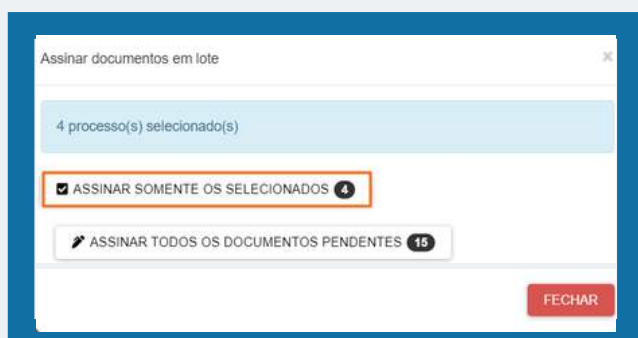 Assinar documentos em lote ×
4 processo(s) selecionado(s)
ASSINAR SOMENTE OS SELECIONADOS 4
ASSINAR TODOS OS DOCUMENTOS PENDENTES 15
FECHAR